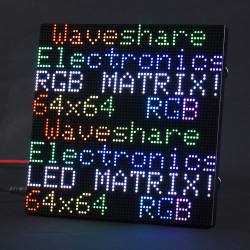 Waveshare
Electronics
RGB MATRIX!
64x64 RGB
Waveshare
Electronics
LED MATRIX!
64x64 RGB